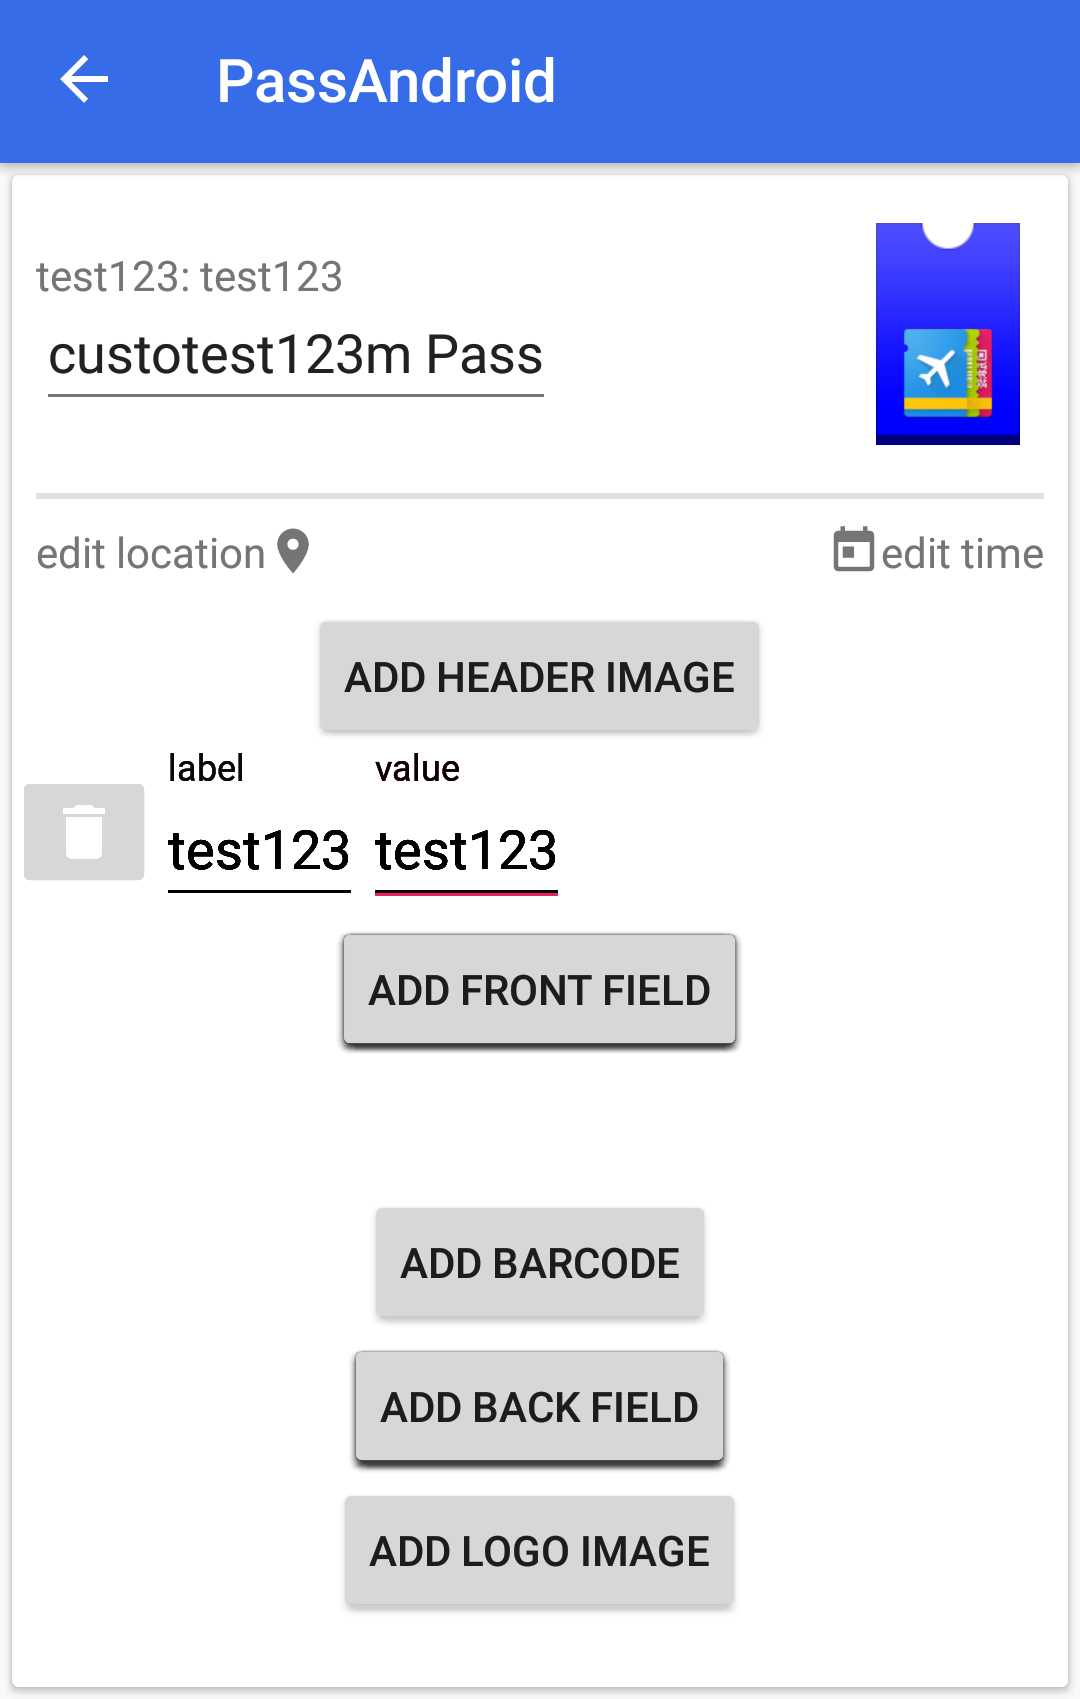 PassAndroid
test123: test123
custotest123m Pass
edit location
edit time
ADD HEADER IMAGE
label value
test123 test123
ADD FRONT FIELD
ADD BARCODE
ADD BACK FIELD
ADD LOGO IMAGE